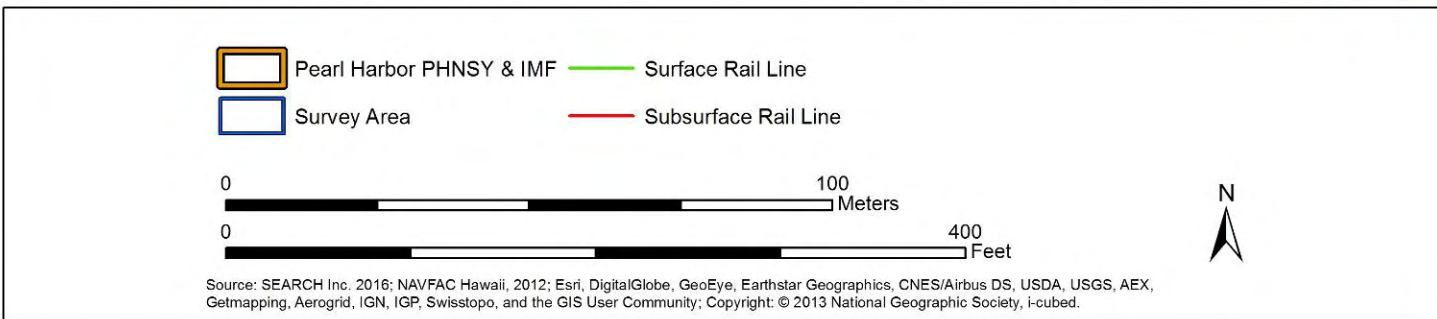 Pearl Harbor PHNSY & IMF Surface Rail Line
Survey Area Subsurface Rail Line
0 100
Meters
N
0 400
Feet
Source: SEARCH Inc. 2016; NAVFAC Hawaii, 2012; Esri, DigitalGlobe, GeoEye, Earthstar Geographics, CNES/Airbus DS, USDA, USGS, AEX,
Getmapping, Aerogrid, IGN, IGP, Swisstopo, and the GIS User Community; Copyright: © 2013 National Geographic Society, i-cubed.